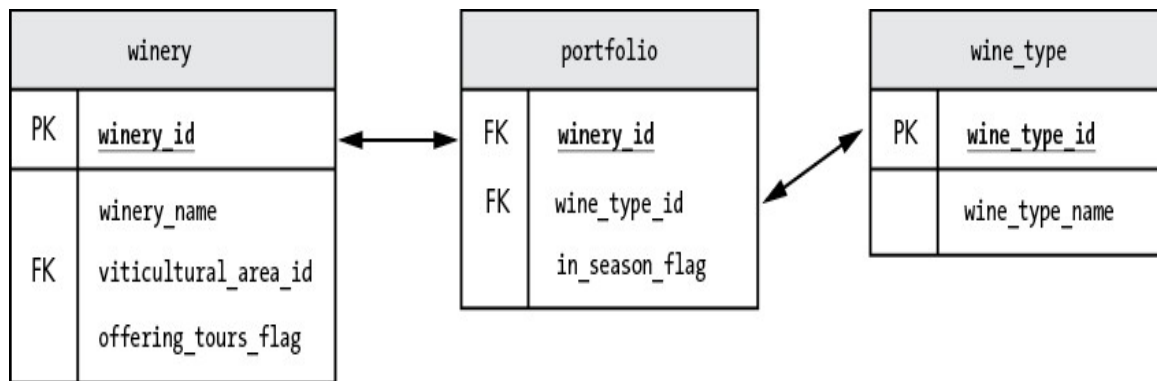 winery
PK winery_id
winery_name
FK viticultural_area_id
offering_tours_flag
portfolio
FK winery_id
FK wine_type_id
in_season_flag
wine_type
PK wine_type_id
wine_type_name